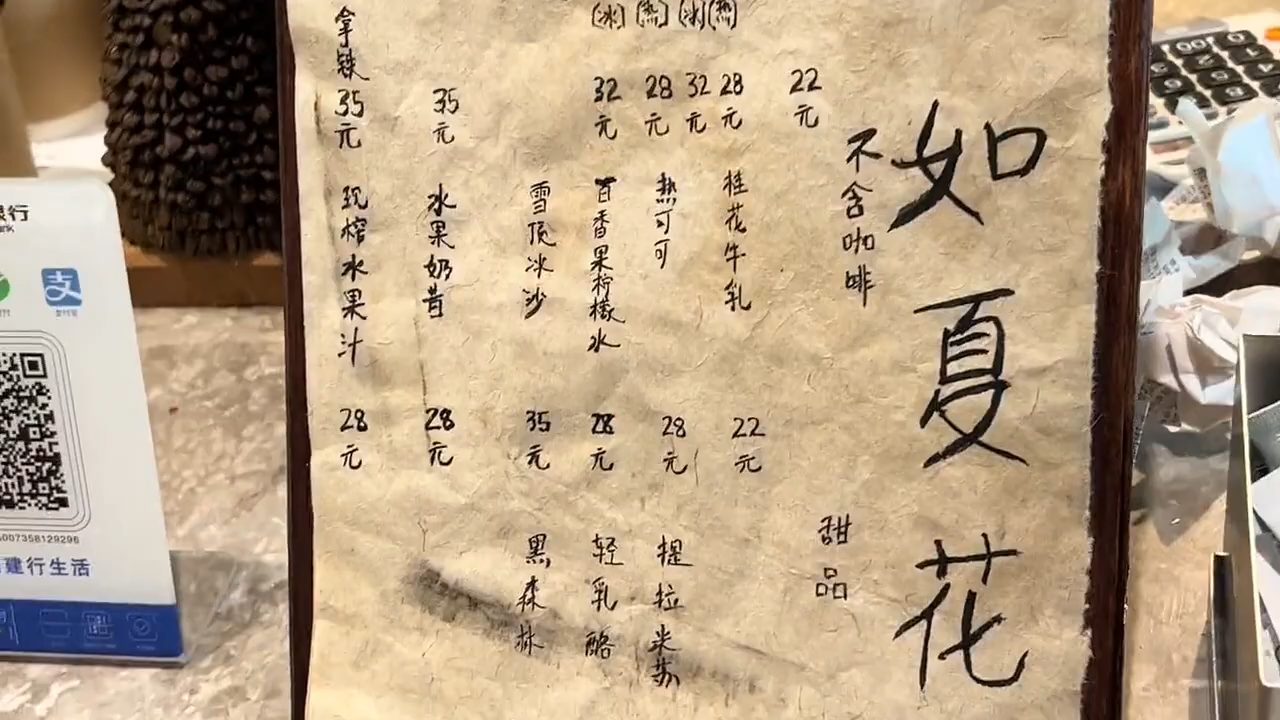 如夏花
22元
[热] 28元
[冰] 32元
[热] 28元
[冰] 32元
35元
拿铁 35元
不含咖啡
桂花牛乳 22元
热可可 28元
百香果柠檬水 28元
雪顶冰沙 35元
水果奶昔 28元
现榨水果汁 28元
甜品
提拉米苏
轻乳酪
黑森林
行
支
007358129296
建行生活